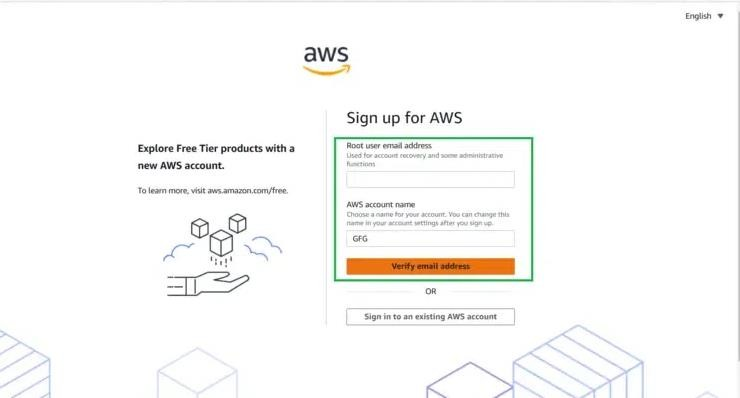 English ▼
aws
Sign up for AWS
Explore Free Tier products with a
new AWS account.
To learn more, visit aws.amazon.com/free.
Root user email address
Used for account recovery and some administrative
functions
AWS account name
Choose a name for your account. You can change this
name in your account settings after you sign up.
GFG
Verify email address
OR
Sign in to an existing AWS account